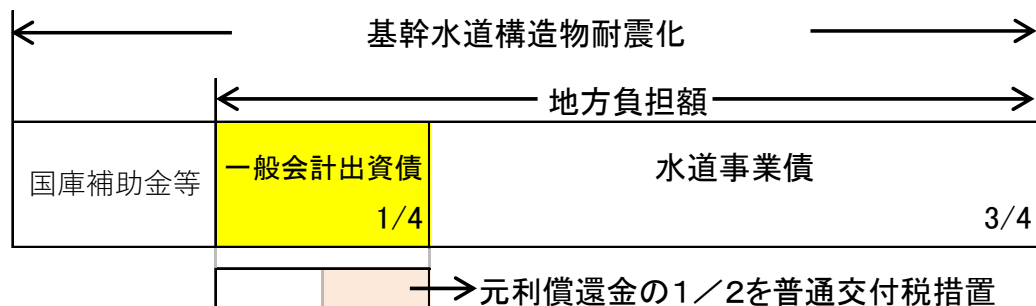 基幹水道構造物耐震化
地方負担額
国庫補助金等
一般会計出資債
1/4
水道事業債
3/4
元利償還金の1／2を普通交付税措置